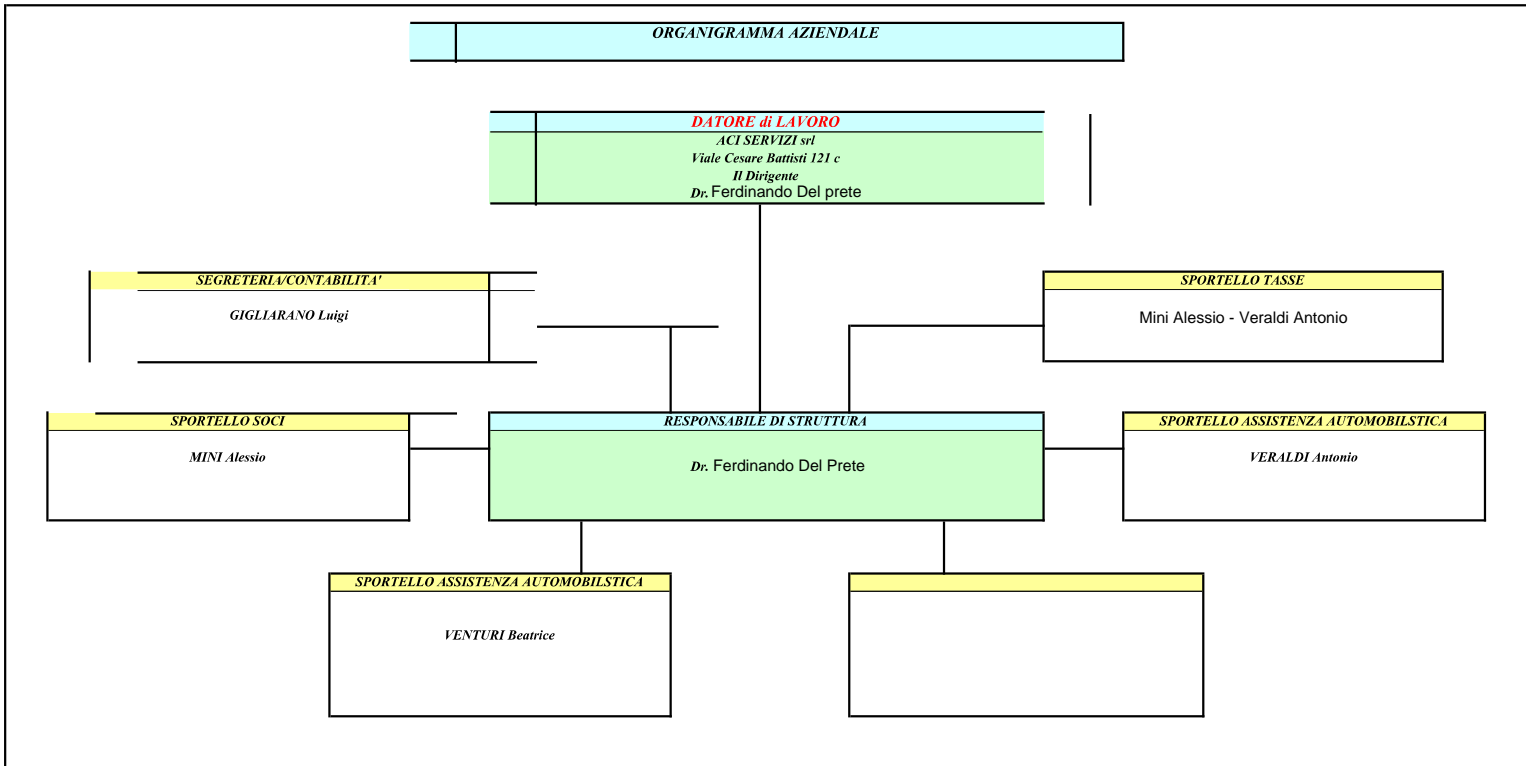 ORGANIGRAMMA AZIENDALE
DATORE di LAVORO
ACI SERVIZI srl
Viale Cesare Battisti 121 c
Il Dirigente
Dr. Ferdinando Del prete
SEGRETERIA/CONTABILITA'
GIGLIARANO Luigi
SPORTELLO TASSE
Mini Alessio - Veraldi Antonio
SPORTELLO SOCI
MINI Alessio
RESPONSABILE DI STRUTTURA
Dr. Ferdinando Del Prete
SPORTELLO ASSISTENZA AUTOMOBILSTICA
VERALDI Antonio
SPORTELLO ASSISTENZA AUTOMOBILSTICA
VENTURI Beatrice